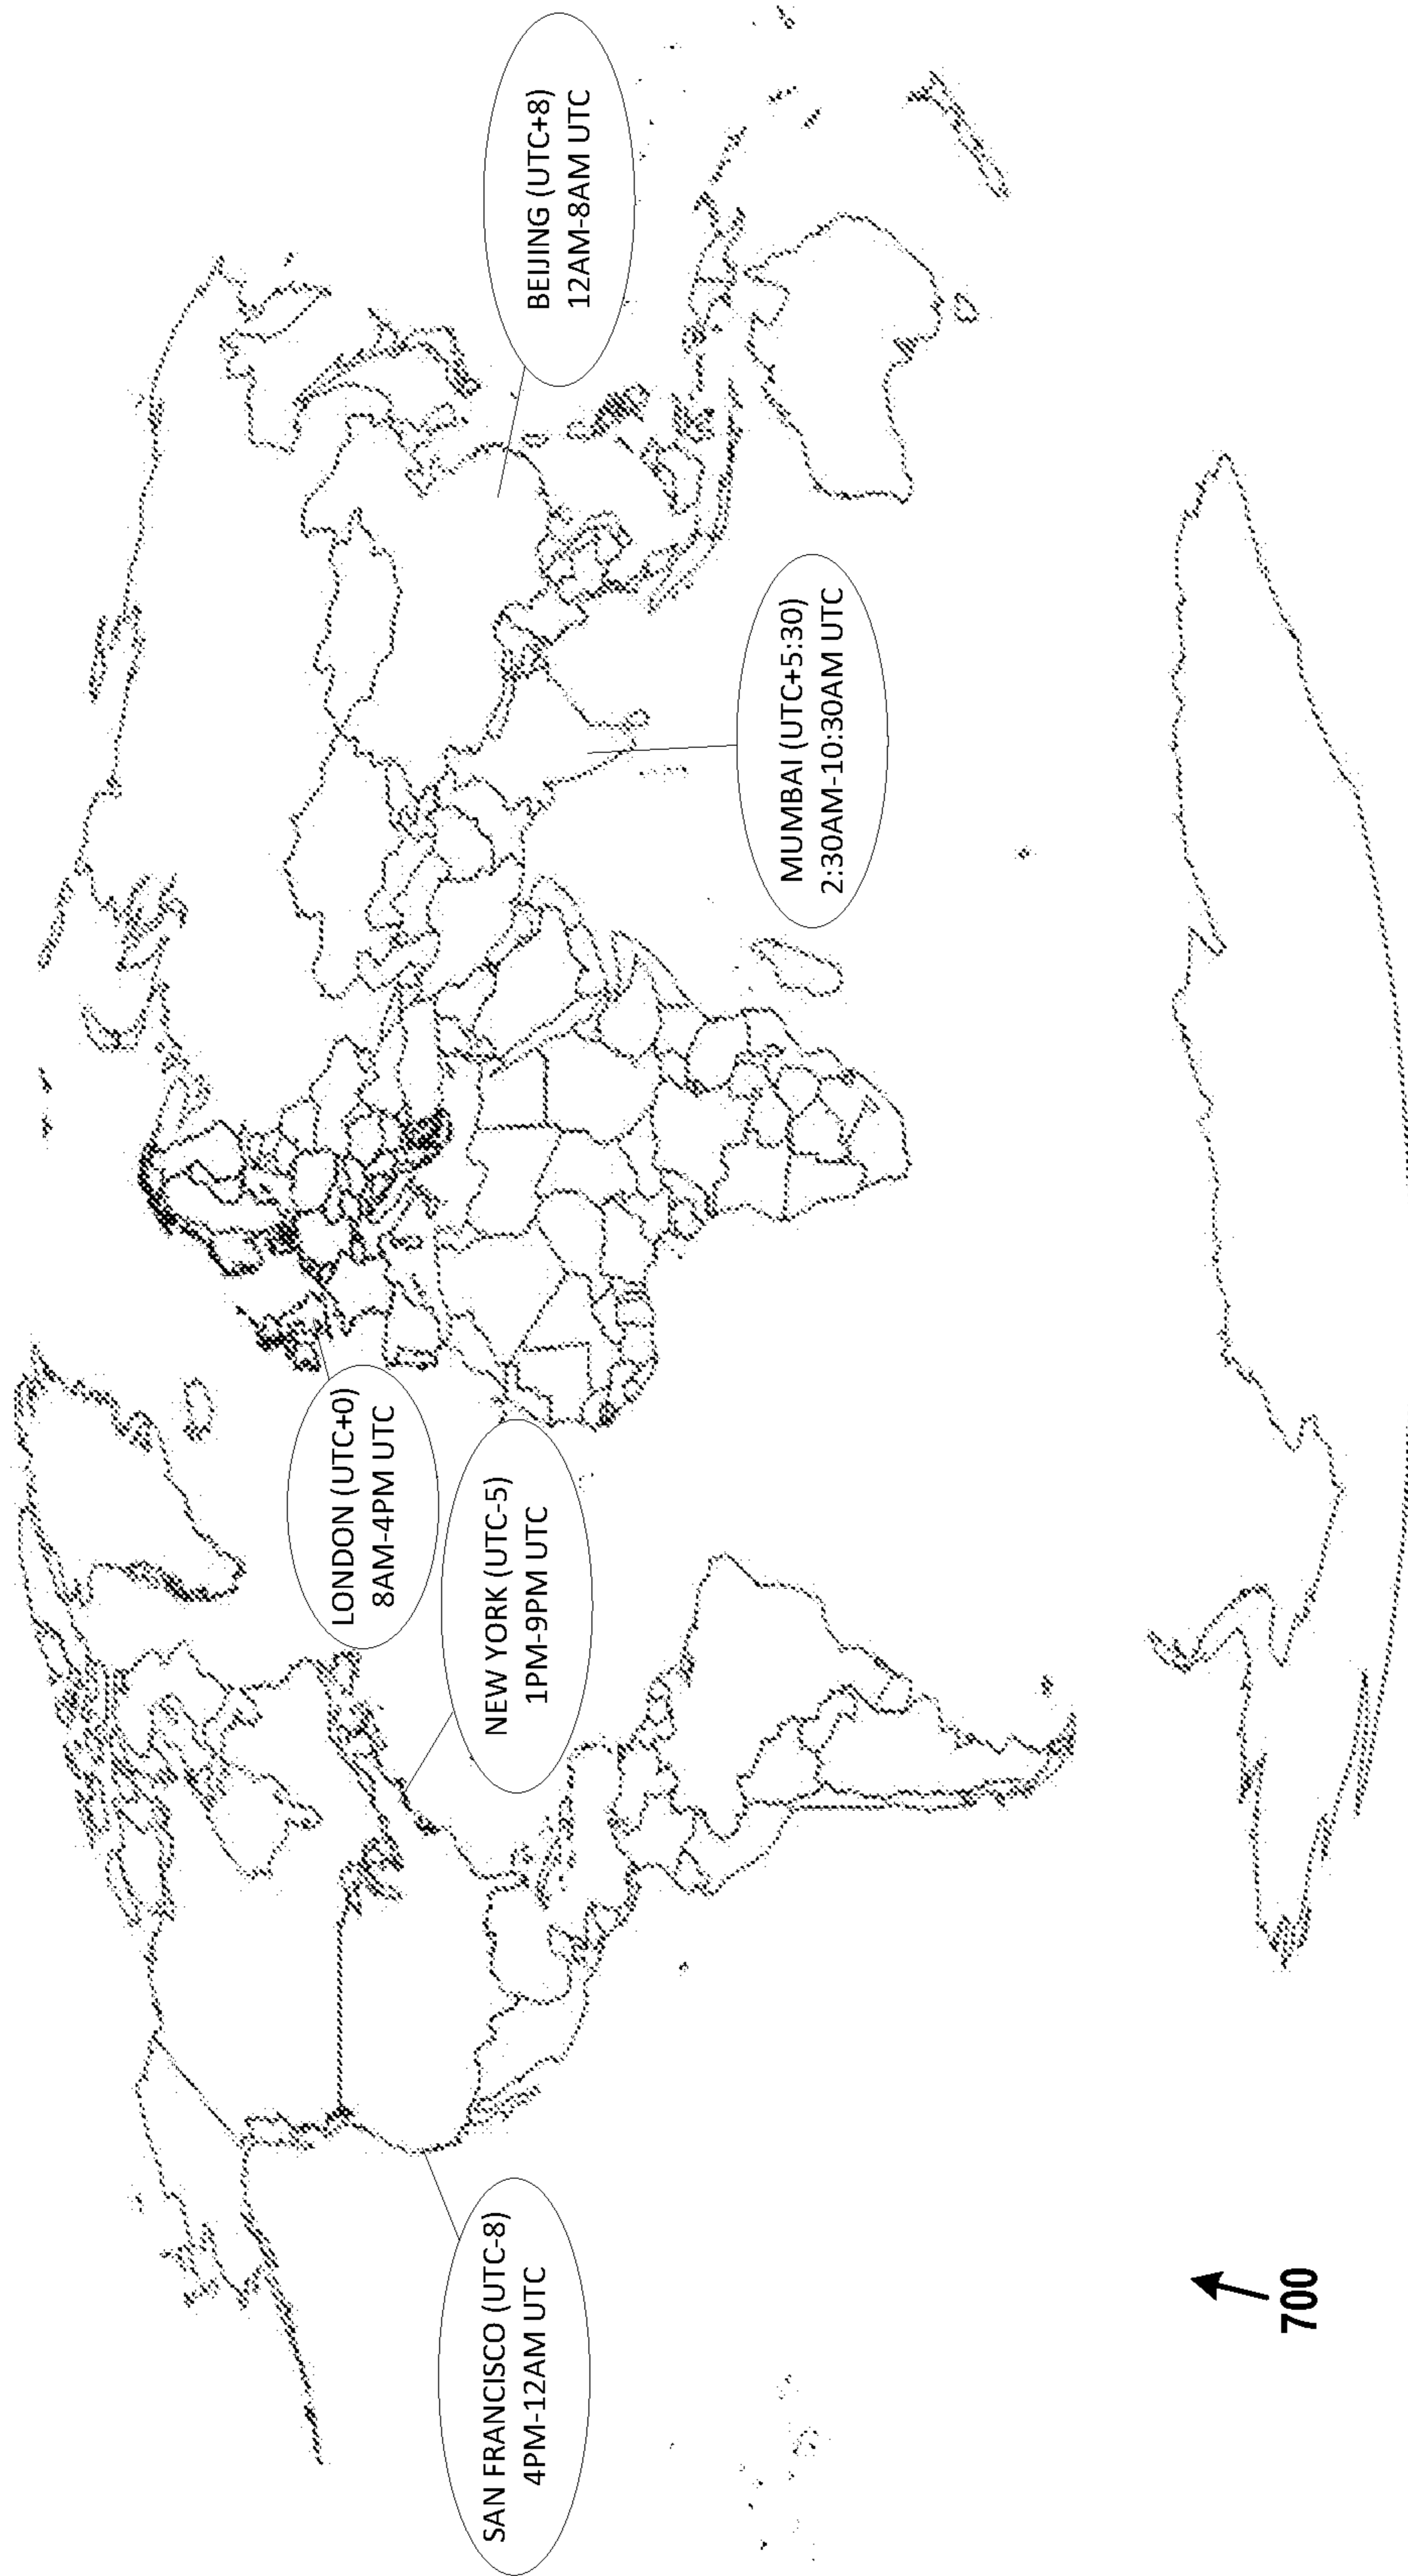 LONDON (UTC+0)
8AM-4PM UTC
BEIJING (UTC+8)
12AM-8AM UTC
SAN FRANCISCO (UTC-8)
4PM-12AM UTC
NEW YORK (UTC-5)
1PM-9PM UTC
MUMBAI (UTC+5:30)
2:30AM-10:30AM UTC
700